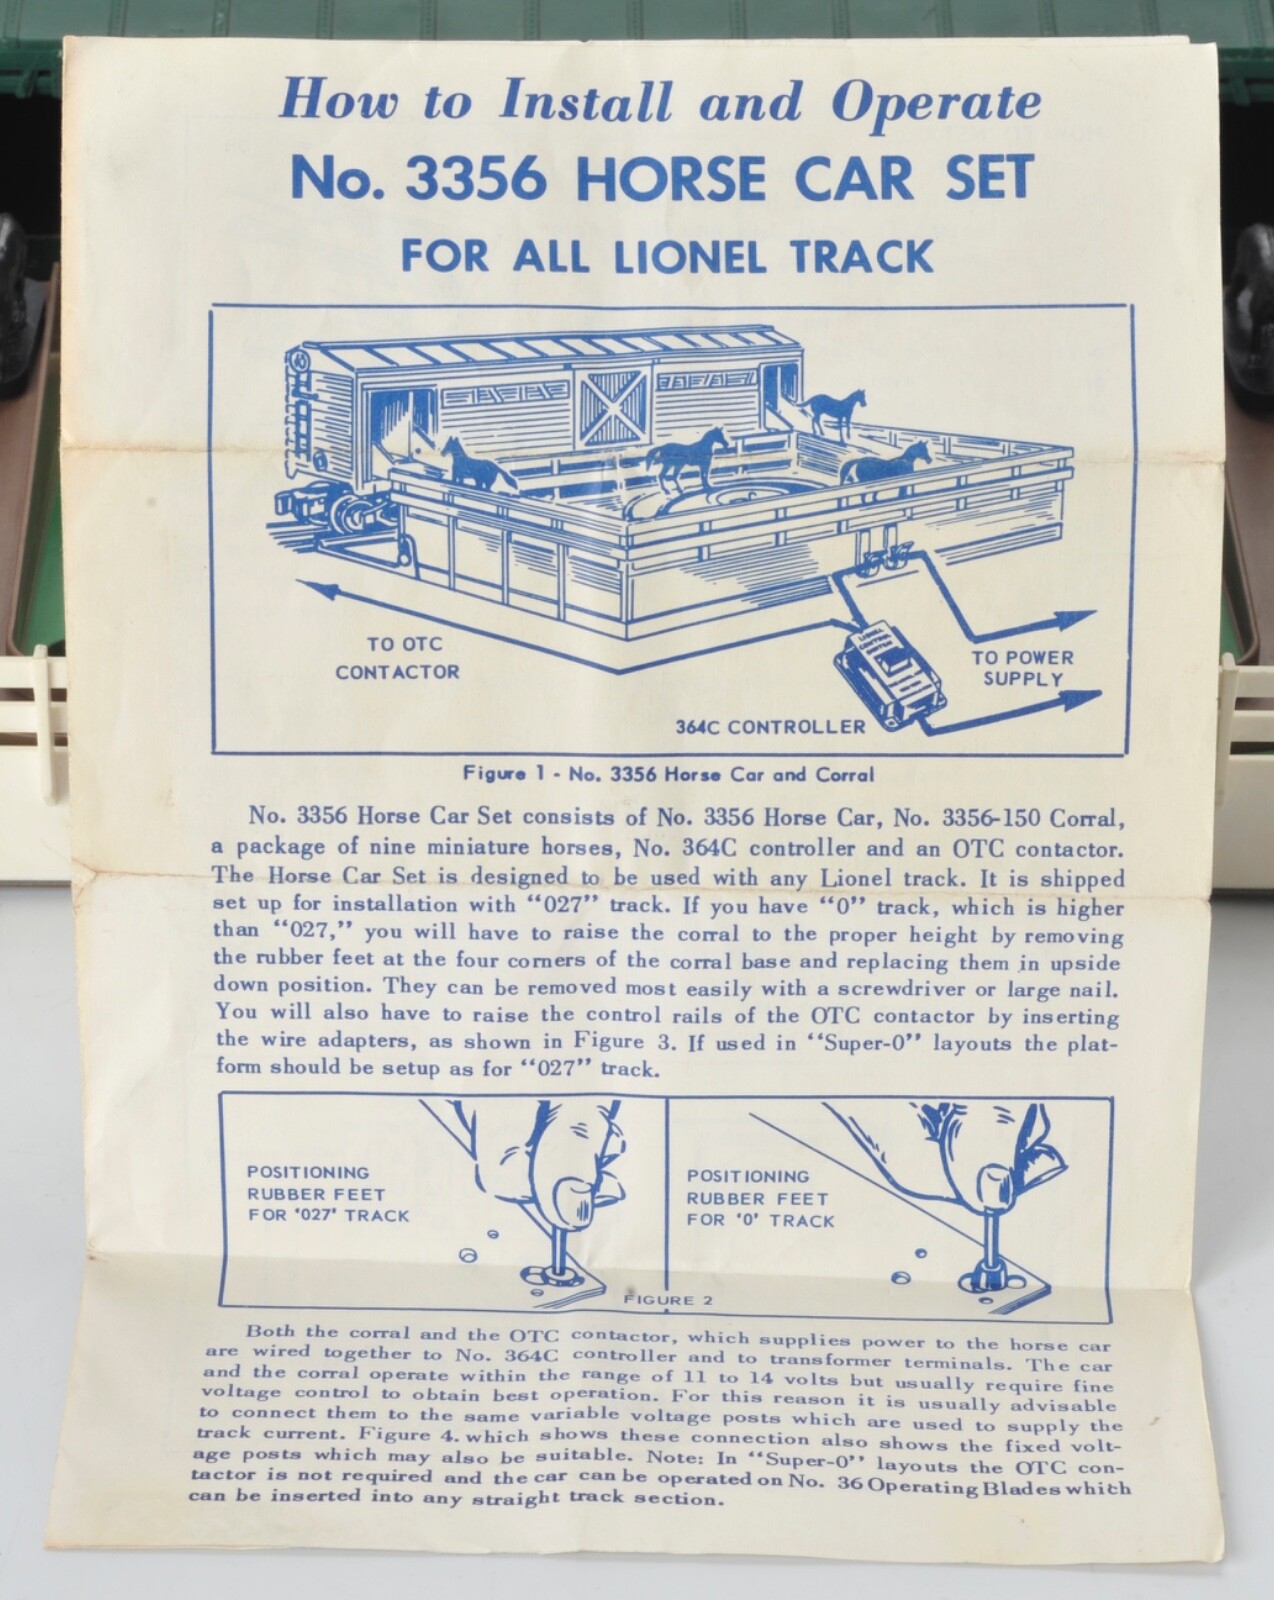 How to Install and Operate
No. 3356 HORSE CAR SET
FOR ALL LIONEL TRACK
TO OTC
CONTACTOR
LIONEL
CONTROL
TO POWER
SUPPLY
364C CONTROLLER
Figure 1 - No. 3356 Horse Car and Corral
No. 3356 Horse Car Set consists of No. 3356 Horse Car, No. 3356-150 Corral,
a package of nine miniature horses, No. 364C controller and an OTC contactor.
The Horse Car Set is designed to be used with any Lionel track. It is shipped
set up for installation with "027" track. If you have "0" track, which is higher
than "027," you will have to raise the corral to the proper height by removing
the rubber feet at the four corners of the corral base and replacing them in upside
down position. They can be removed most easily with a screwdriver or large nail.
You will also have to raise the control rails of the OTC contactor by inserting
the wire adapters, as shown in Figure 3. If used in "Super-0" layouts the plat-
form should be setup as for "027" track.
POSITIONING
RUBBER FEET
FOR '027' TRACK
POSITIONING
RUBBER FEET
FOR '0' TRACK
FIGURE 2
Both the corral and the OTC contactor, which supplies power to the horse car
are wired together to No. 364C controller and to transformer terminals. The car
and the corral operate within the range of 11 to 14 volts but usually require fine
voltage control to obtain best operation. For this reason it is usually advisable
to connect them to the same variable voltage posts which are used to supply the
track current. Figure 4. which shows these connection also shows the fixed volt-
age posts which may also be suitable. Note: In "Super-0" layouts the OTC con-
tactor is not required and the car can be operated on No. 36 Operating Blades which
can be inserted into any straight track section.